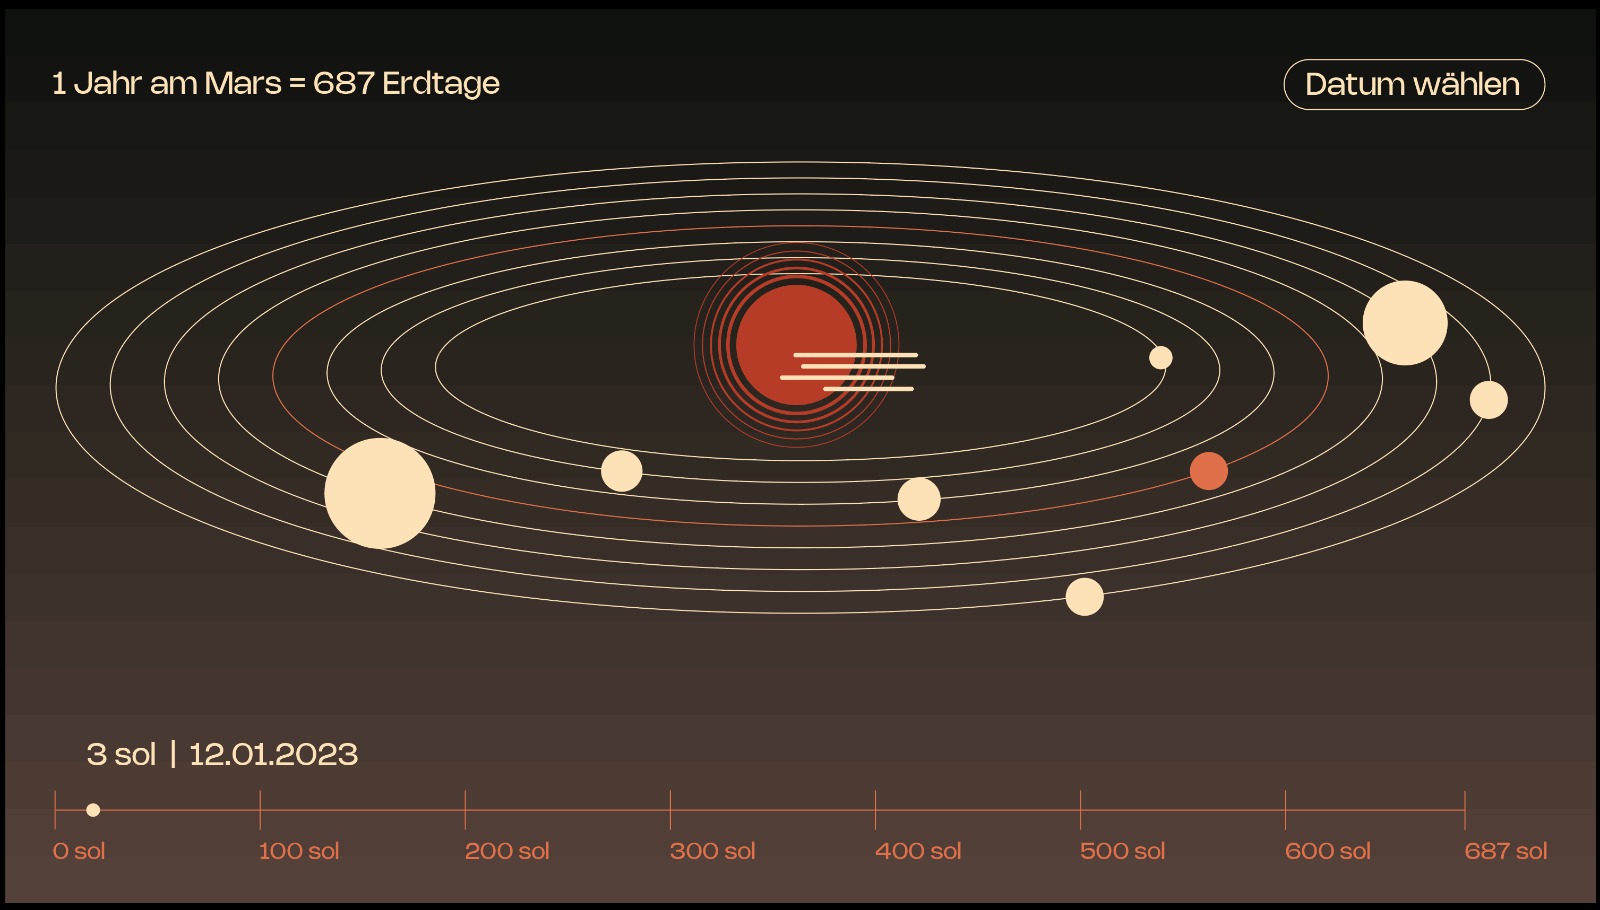 1 Jahr am Mars = 687 Erdtage
Datum wählen
3 sol | 12.01.2023
0 sol
100 sol
200 sol
300 sol
400 sol
500 sol
600 sol
687 sol